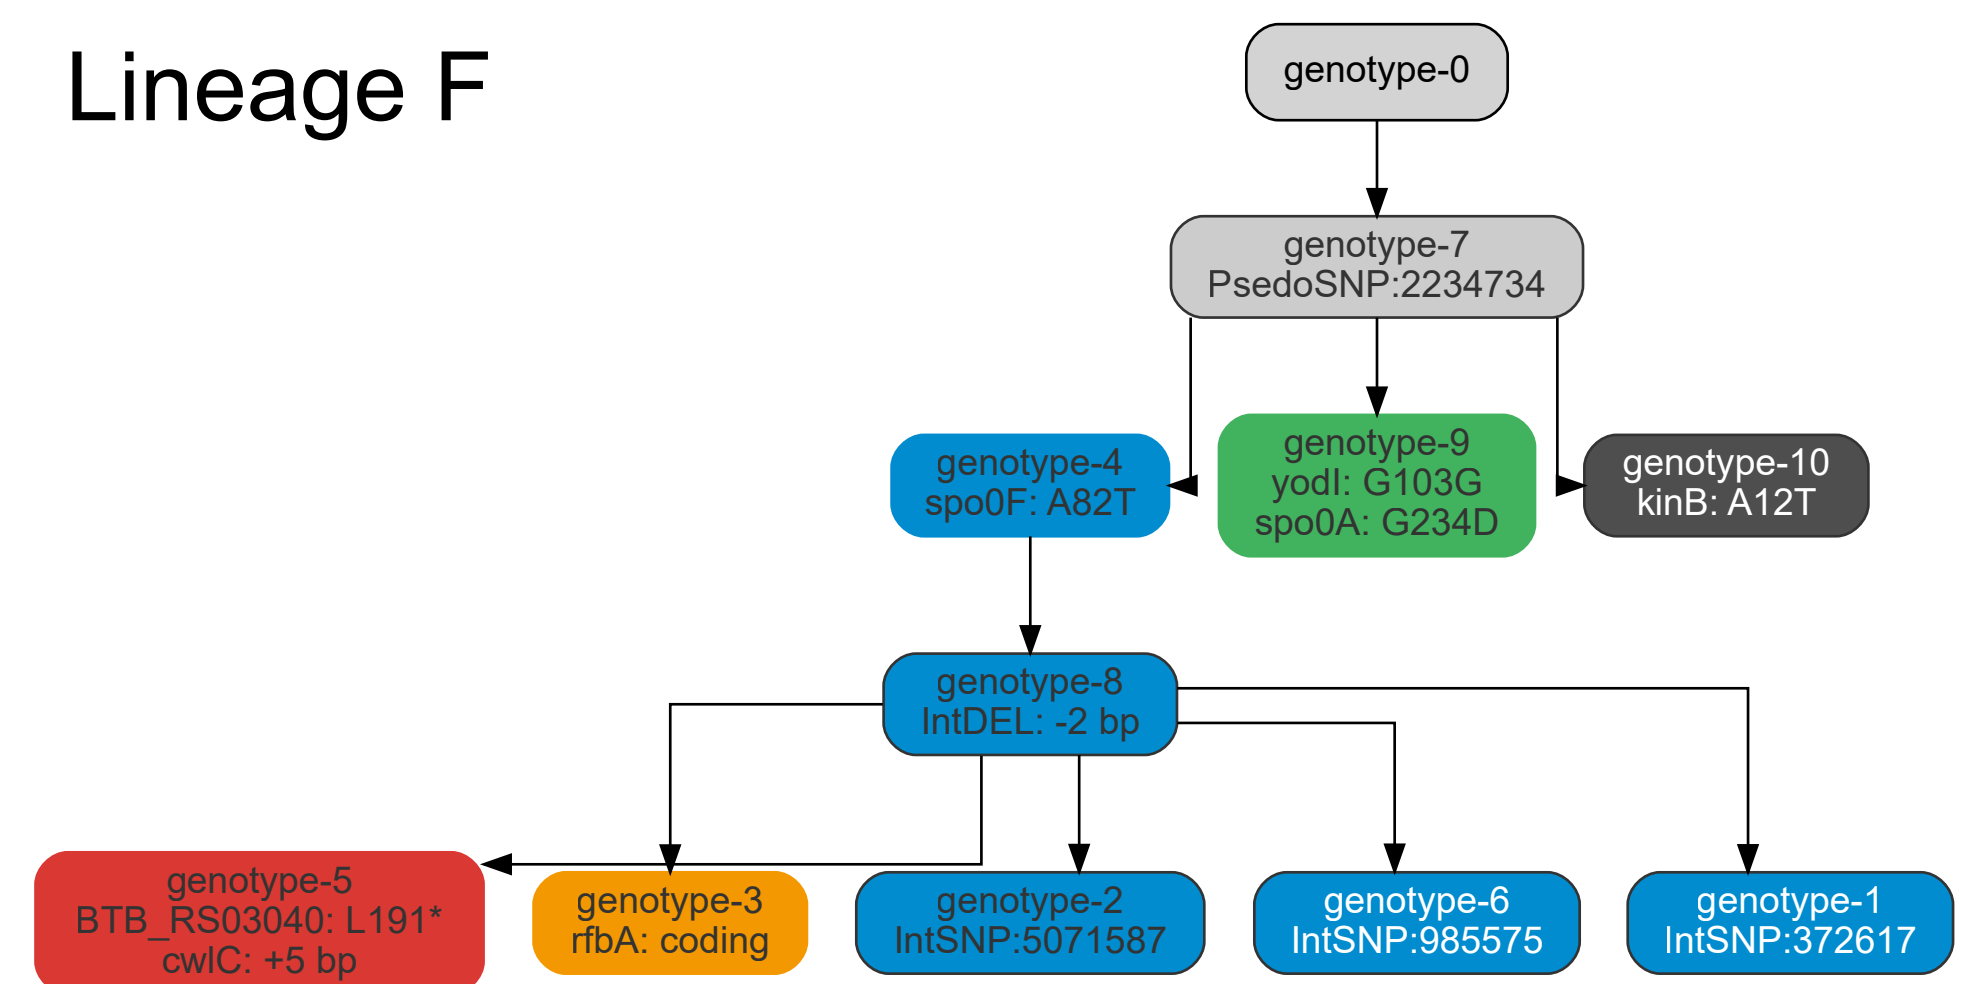 Lineage F
genotype-0
genotype-7
PsedoSNP:2234734
genotype-4
spo0F: A82T
genotype-9
yodI: G103G
spo0A: G234D
genotype-10
kinB: A12T
genotype-8
IntDEL: -2 bp
genotype-5
BTB_RS03040: L191*
cwlC: +5 bp
genotype-3
rfbA: coding
genotype-2
IntSNP:5071587
genotype-6
IntSNP:985575
genotype-1
IntSNP:372617